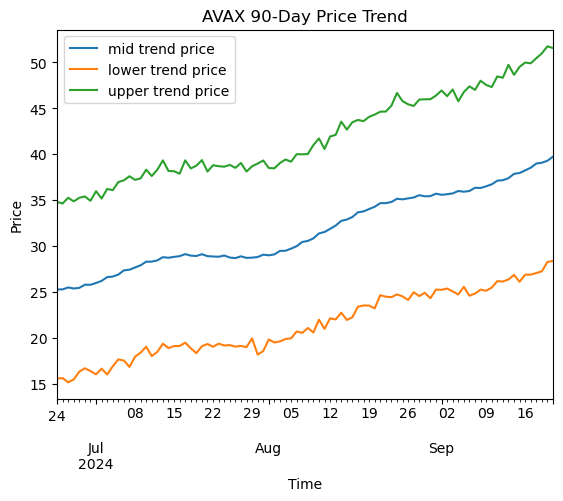 AVAX 90-Day Price Trend
mid trend price
lower trend price
upper trend price
Price
50
45
40
35
30
25
20
15
24 08 15 22 29 05 12 19 26 02 09 16
Jul Aug Sep
2024
Time